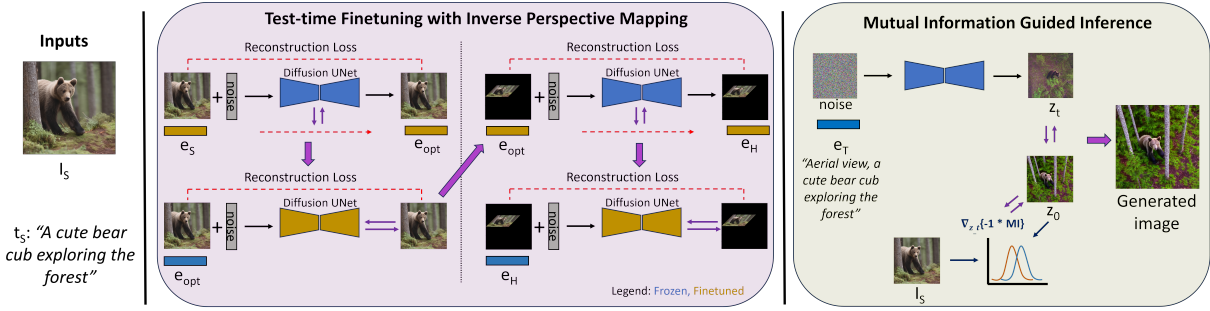 Inputs
I_S
t_S: "A cute bear
cub exploring the
forest"
Test-time Finetuning with Inverse Perspective Mapping
Reconstruction Loss
Diffusion UNet
+
noise
e_S
e_opt
Reconstruction Loss
Diffusion UNet
+
noise
e_opt
e_H
Reconstruction Loss
Diffusion UNet
+
noise
e_opt
Reconstruction Loss
Diffusion UNet
+
noise
e_H
Legend: Frozen, Finetuned
Mutual Information Guided Inference
noise
e_T
"Aerial view, a
cute bear cub
exploring the
forest"
z_t
z_0
∇_{z_t}{-1 * MI}
I_S
Generated
image